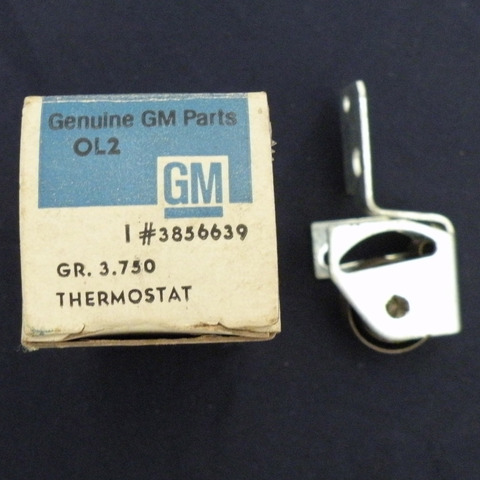 Genuine GM Parts
OL2
GM
1 #3856639
GR. 3.750
THERMOSTAT